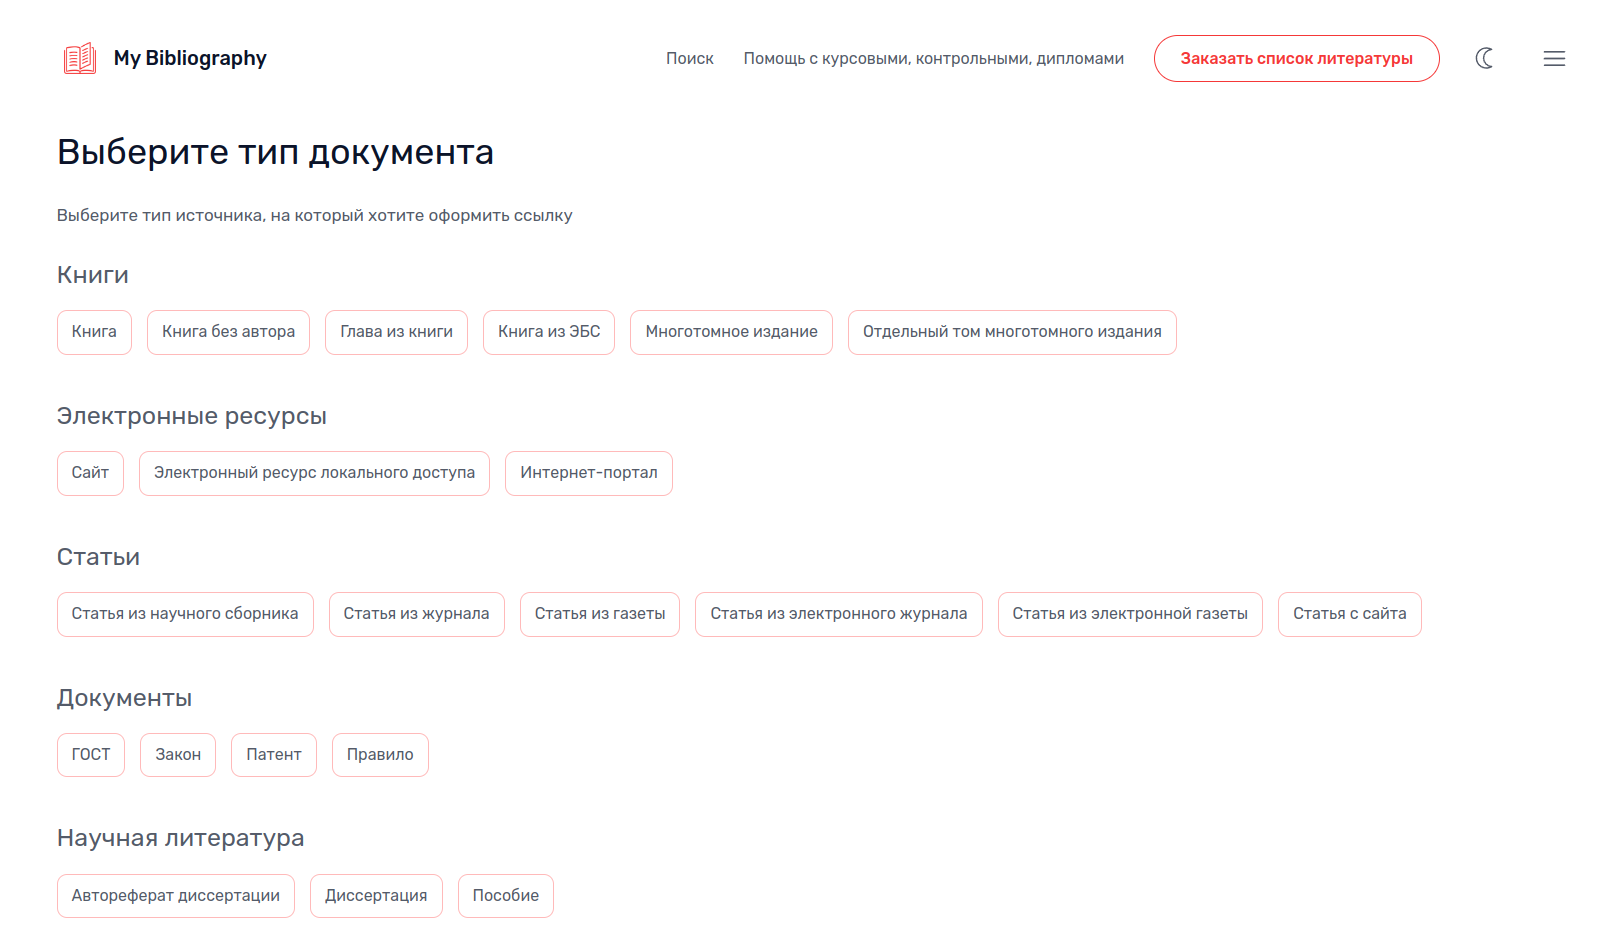 My Bibliography
Поиск
Помощь с курсовыми, контрольными, дипломами
Заказать список литературы
Выберите тип документа
Выберите тип источника, на который хотите оформить ссылку
Книги
Книга
Книга без автора
Глава из книги
Книга из ЭБС
Многотомное издание
Отдельный том многотомного издания
Электронные ресурсы
Сайт
Электронный ресурс локального доступа
Интернет-портал
Статьи
Статья из научного сборника
Статья из журнала
Статья из газеты
Статья из электронного журнала
Статья из электронной газеты
Статья с сайта
Документы
ГОСТ
Закон
Патент
Правило
Научная литература
Автореферат диссертации
Диссертация
Пособие